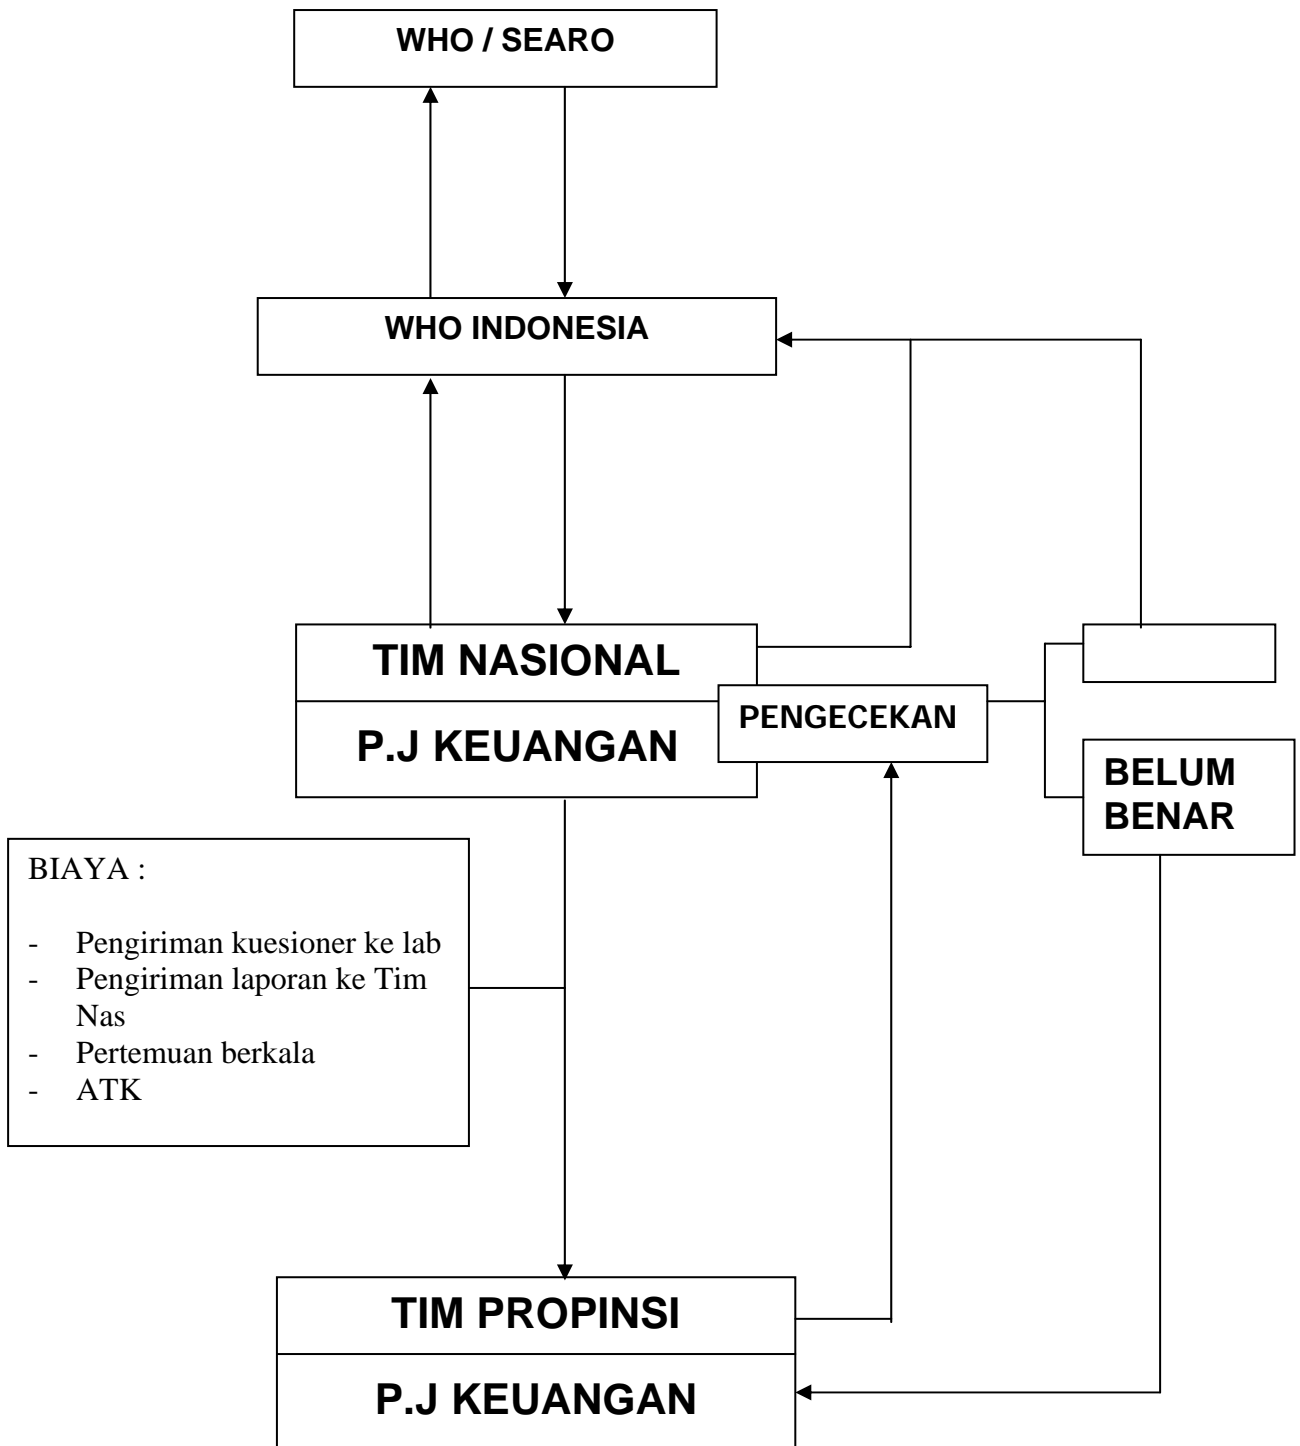 WHO / SEARO
WHO INDONESIA
TIM NASIONAL
P.J KEUANGAN
PENGECEKAN
BELUM
BENAR
BIAYA :
- Pengiriman kuesioner ke lab
- Pengiriman laporan ke Tim
Nas
- Pertemuan berkala
- ATK
TIM PROPINSI
P.J KEUANGAN